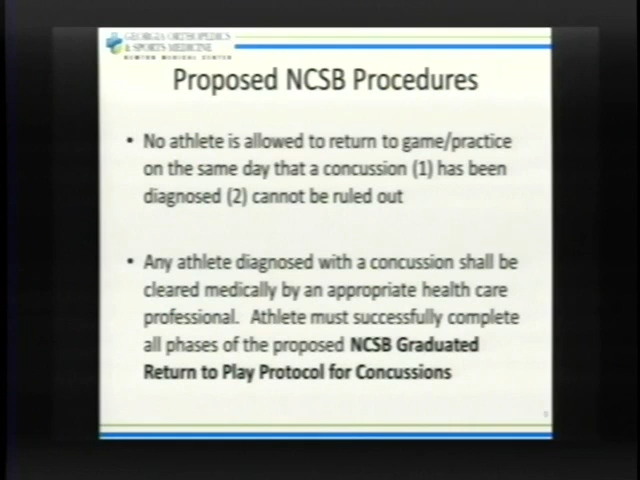 GEORGIA ORTHOPEDICS
& SPORTS MEDICINE
NEWTON MEDICAL CENTER
Proposed NCSB Procedures
• No athlete is allowed to return to game/practice
on the same day that a concussion (1) has been
diagnosed (2) cannot be ruled out
• Any athlete diagnosed with a concussion shall be
cleared medically by an appropriate health care
professional. Athlete must successfully complete
all phases of the proposed NCSB Graduated
Return to Play Protocol for Concussions